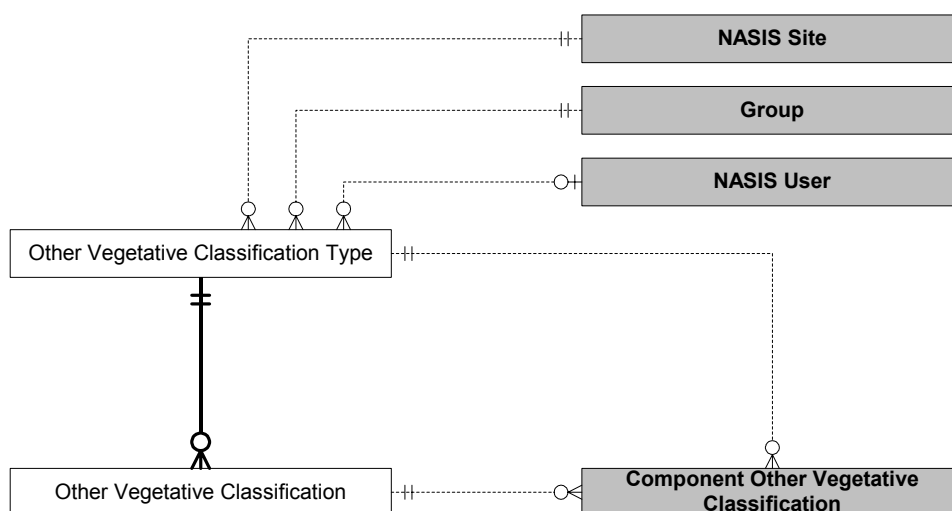 NASIS Site
Group
NASIS User
Other Vegetative Classification Type
Other Vegetative Classification
Component Other Vegetative
Classification